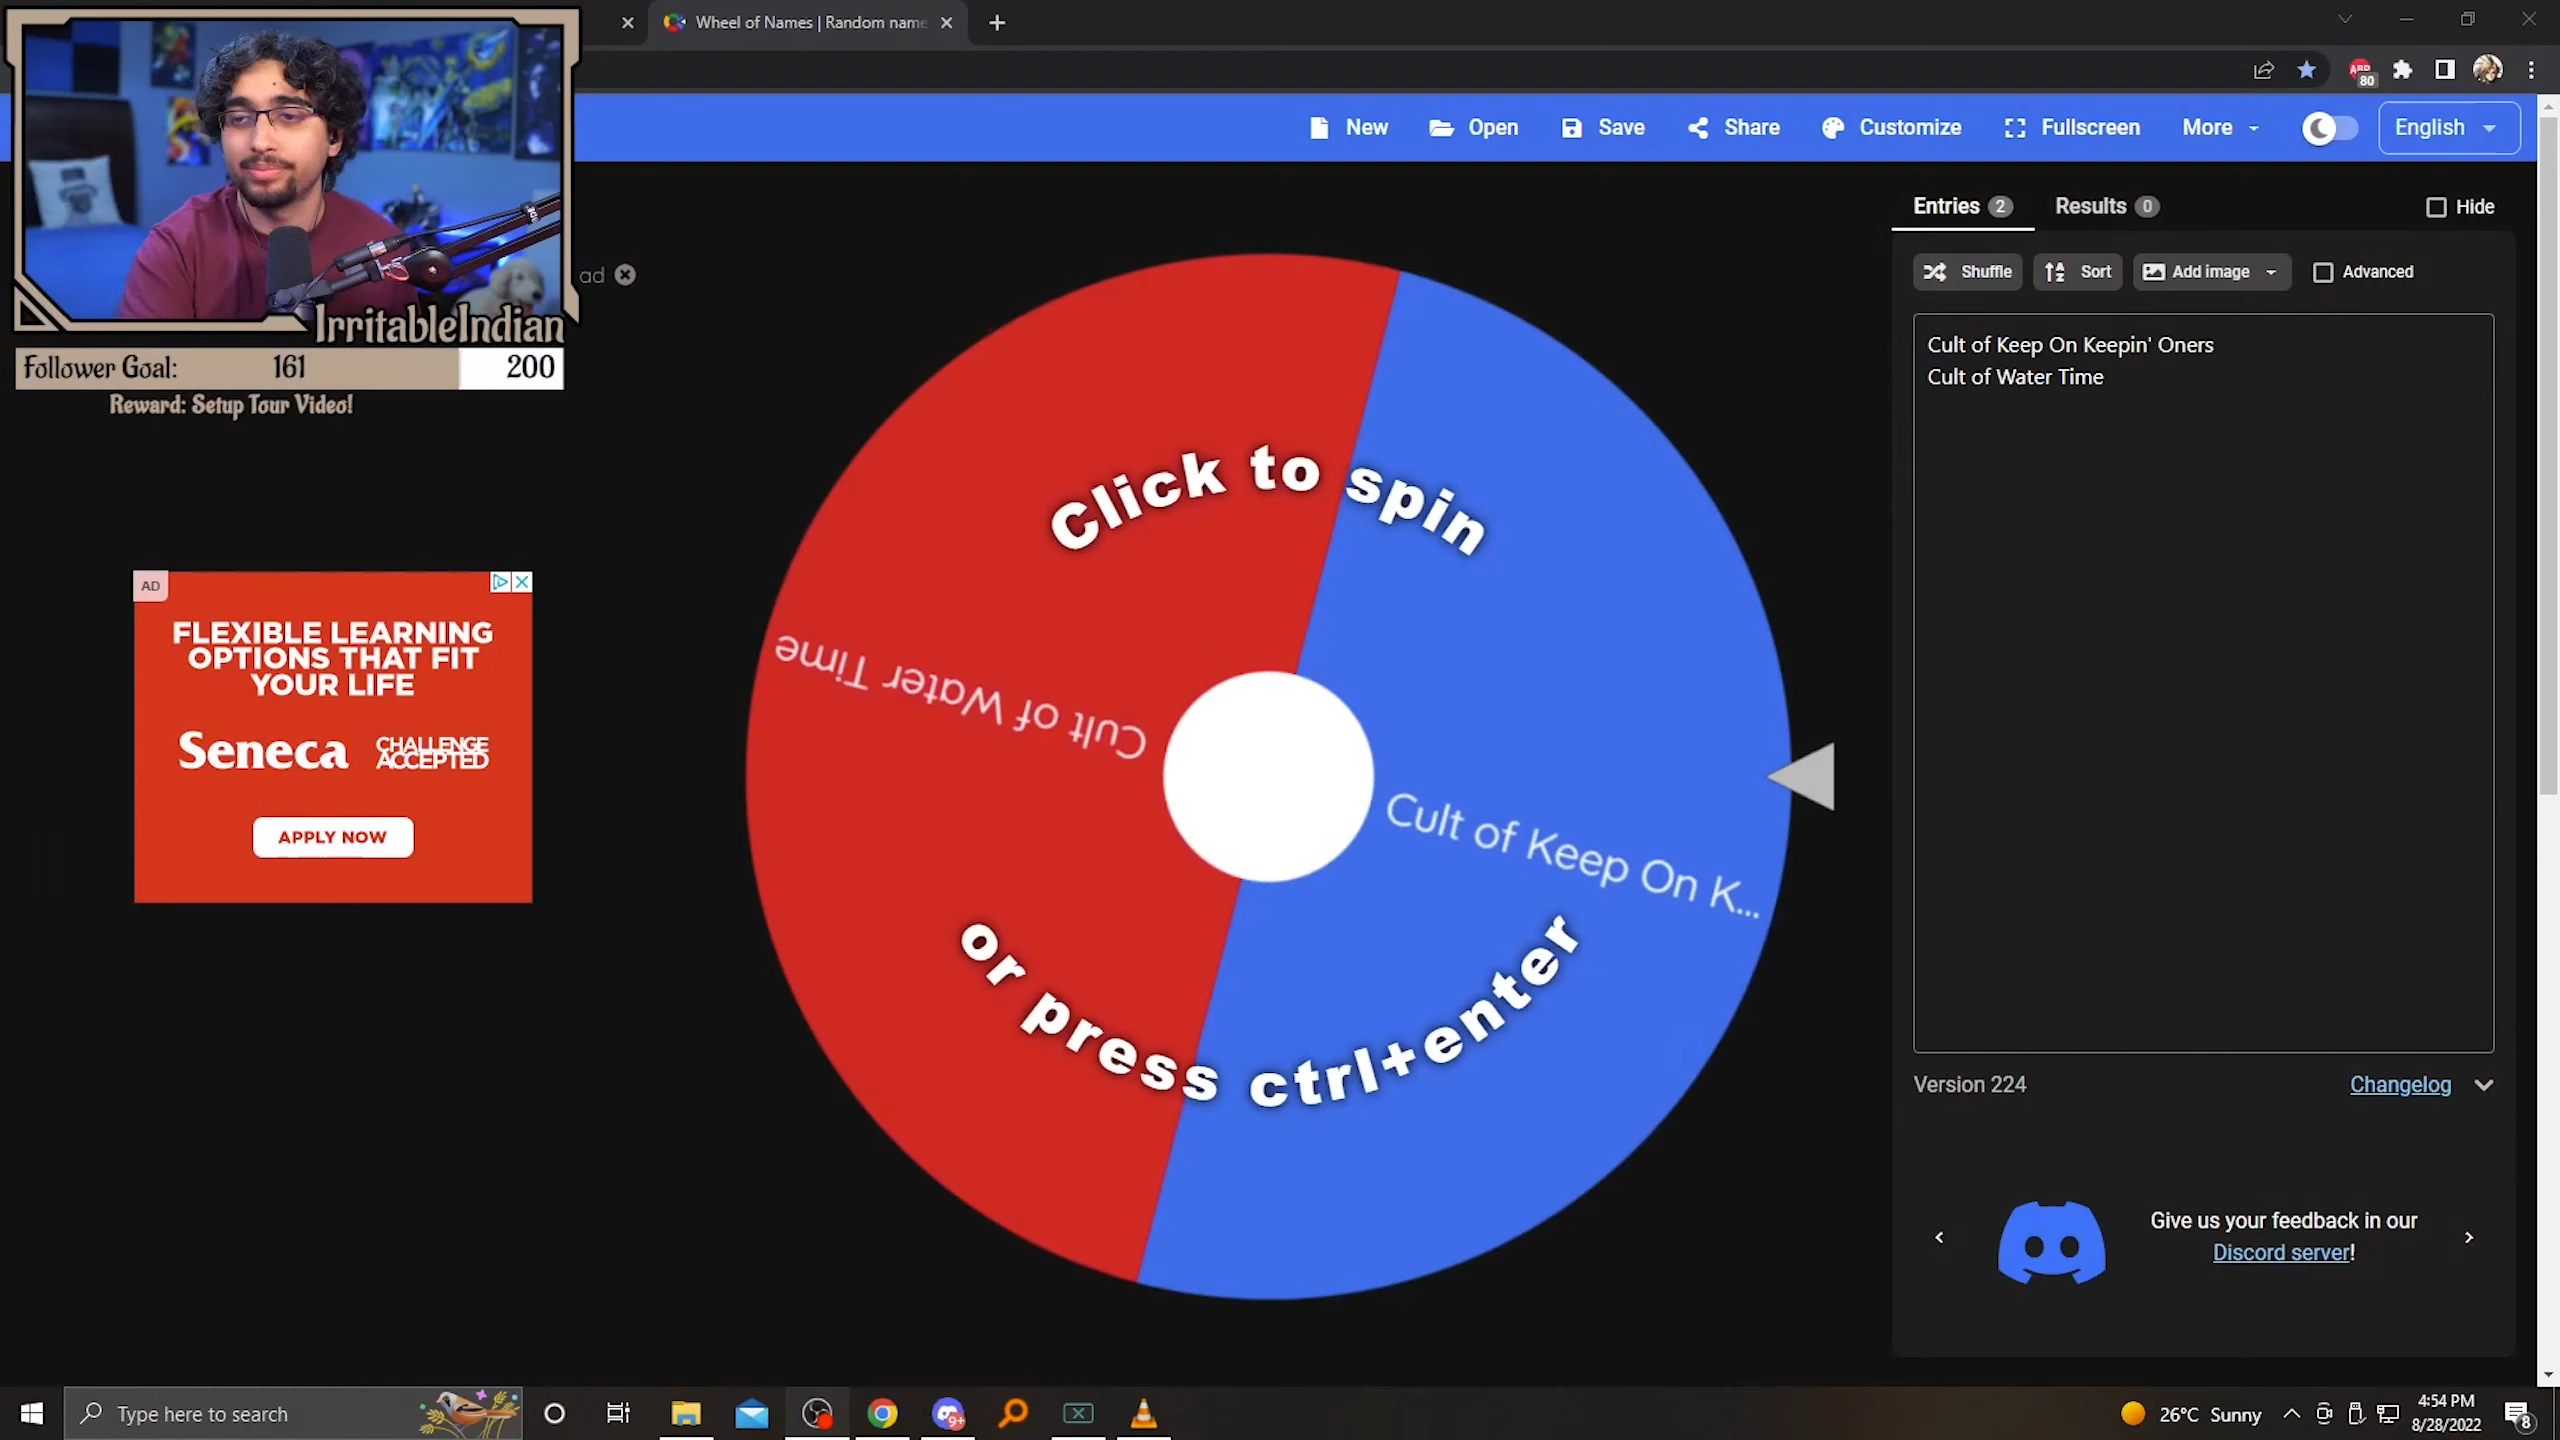 Wheel of Names | Random name
New
Open
Save
Share
Customize
Fullscreen
More
English
ABP
80
IrritableIndian
Follower Goal: 161 200
Reward: Setup Tour Video!
ad
AD
FLEXIBLE LEARNING
OPTIONS THAT FIT
YOUR LIFE
Seneca
CHALLENGE
ACCEPTED
APPLY NOW
Click to spin
Cult of Water Time
Cult of Keep On K...
or press ctrl+enter
Entries 2
Results 0
Hide
Shuffle
Sort
Add image
Advanced
Cult of Keep On Keepin' Oners
Cult of Water Time
Version 224
Changelog
Give us your feedback in our
Discord server!
Type here to search
9+
26°C Sunny
4:54 PM
8/28/2022
8